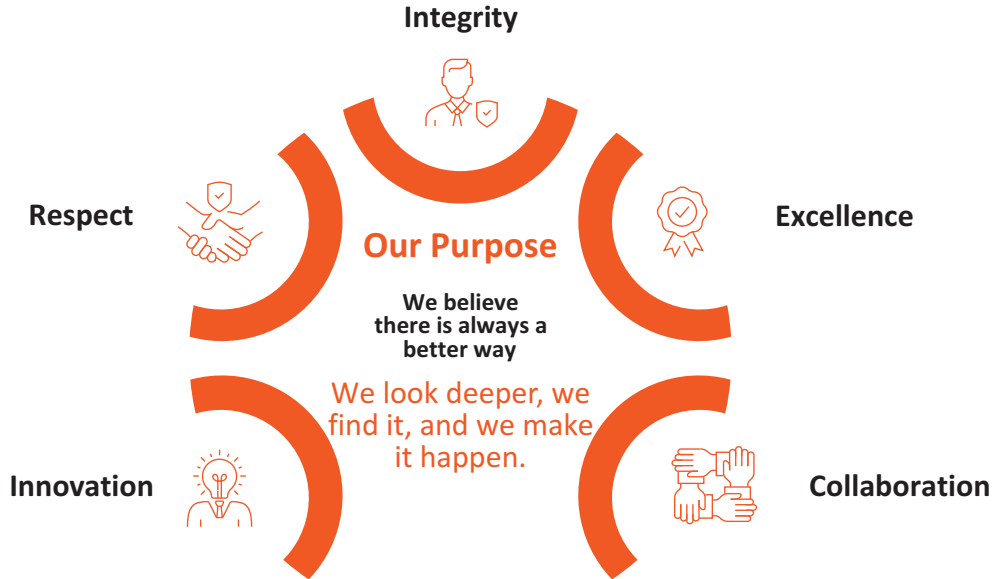 Integrity
Respect
Excellence
Our Purpose
We believe
there is always a
better way
We look deeper, we
find it, and we make
it happen.
Innovation
Collaboration